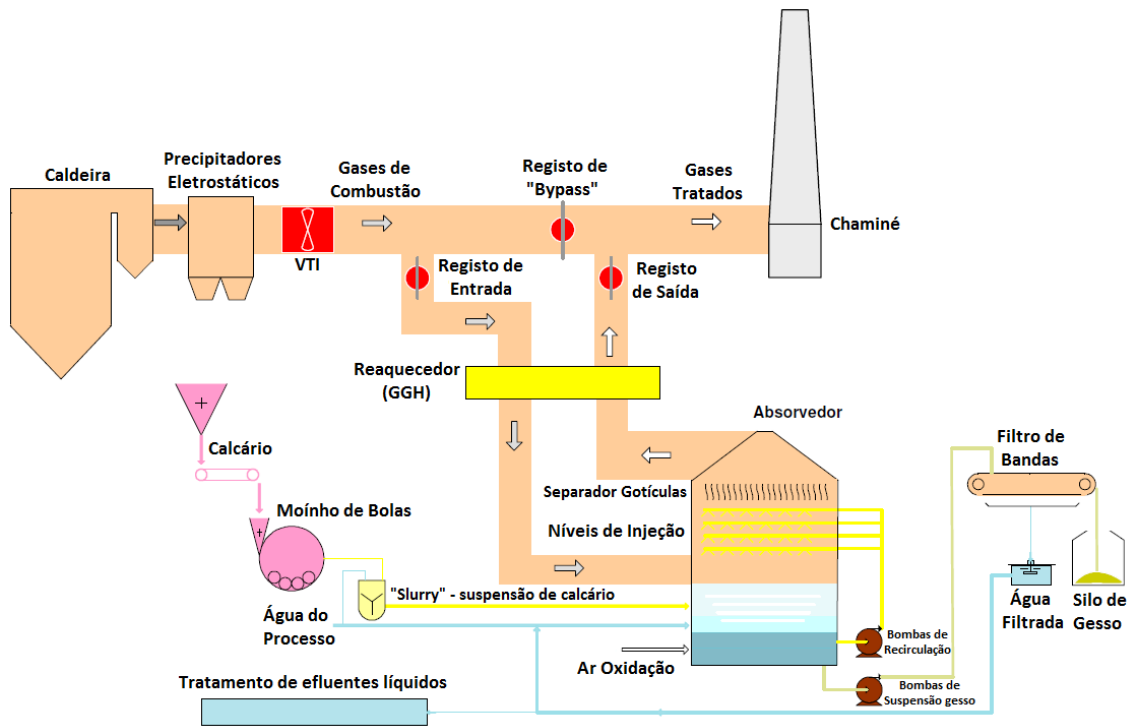 Caldeira
Precipitadores
Eletrostáticos
VTI
Gases de
Combustão
Registo de
"Bypass"
Gases
Tratados
Chaminé
Registo de
Entrada
Registo
de Saída
Reaquecedor
(GGH)
Calcário
Moínho de Bolas
Absorvedor
Separador Gotículas
Níveis de Injeção
Filtro de
Bandas
"Slurry" - suspensão de calcário
Água do
Processo
Ar Oxidação
Bombas de
Recirculação
Bombas de
Suspensão gesso
Água
Filtrada
Silo de
Gesso
Tratamento de efluentes líquidos